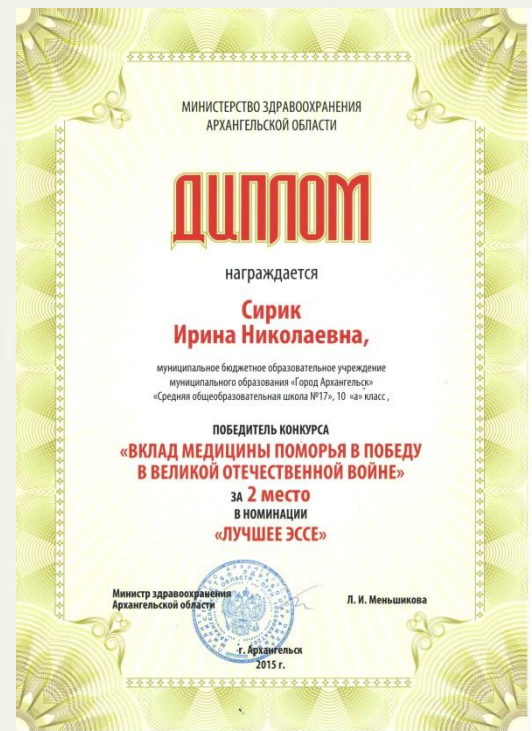 МИНИСТЕРСТВО ЗДРАВООХРАНЕНИЯ
АРХАНГЕЛЬСКОЙ ОБЛАСТИ
ДИПЛОМ
награждается
Сирик
Ирина Николаевна,
муниципальное бюджетное образовательное учреждение
муниципального образования «Город Архангельск»
«Средняя общеобразовательная школа №17», 10 «а» класс ,
ПОБЕДИТЕЛЬ КОНКУРСА
«ВКЛАД МЕДИЦИНЫ ПОМОРЬЯ В ПОБЕДУ
В ВЕЛИКОЙ ОТЕЧЕСТВЕННОЙ ВОЙНЕ»
ЗА 2 место
В НОМИНАЦИИ
«ЛУЧШЕЕ ЭССЕ»
Министр здравоохранения
Архангельской области
Л. И. Меньшикова
г. Архангельск
2015 г.